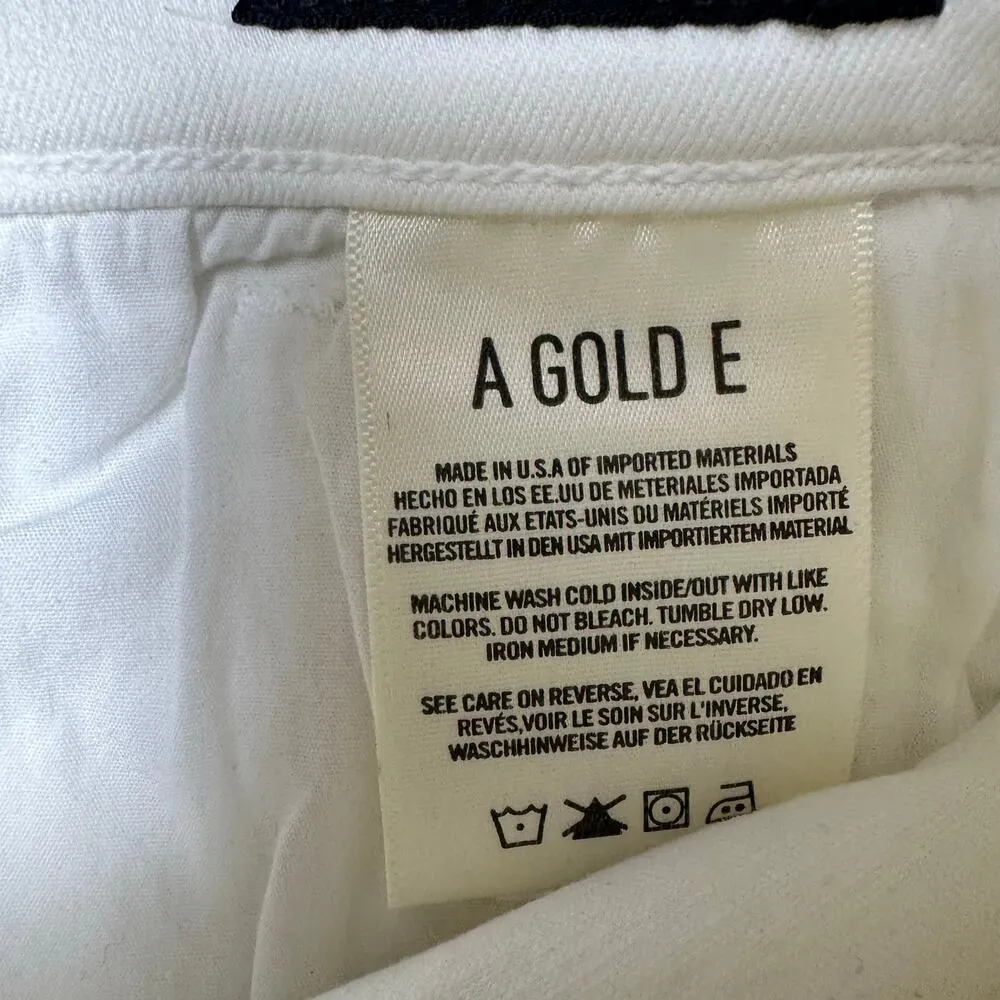 A GOLD E
MADE IN U.S.A OF IMPORTED MATERIALS
HECHO EN LOS EE.UU DE METERIALES IMPORTADA
FABRIQUÉ AUX ETATS-UNIS DU MATÉRIELS IMPORTÉ
HERGESTELLT IN DEN USA MIT IMPORTIERTEM MATERIAL
MACHINE WASH COLD INSIDE/OUT WITH LIKE
COLORS. DO NOT BLEACH. TUMBLE DRY LOW.
IRON MEDIUM IF NECESSARY.
SEE CARE ON REVERSE, VEA EL CUIDADO EN
REVÉS,VOIR LE SOIN SUR L'INVERSE,
WASCHHINWEISE AUF DER RÜCKSEITE